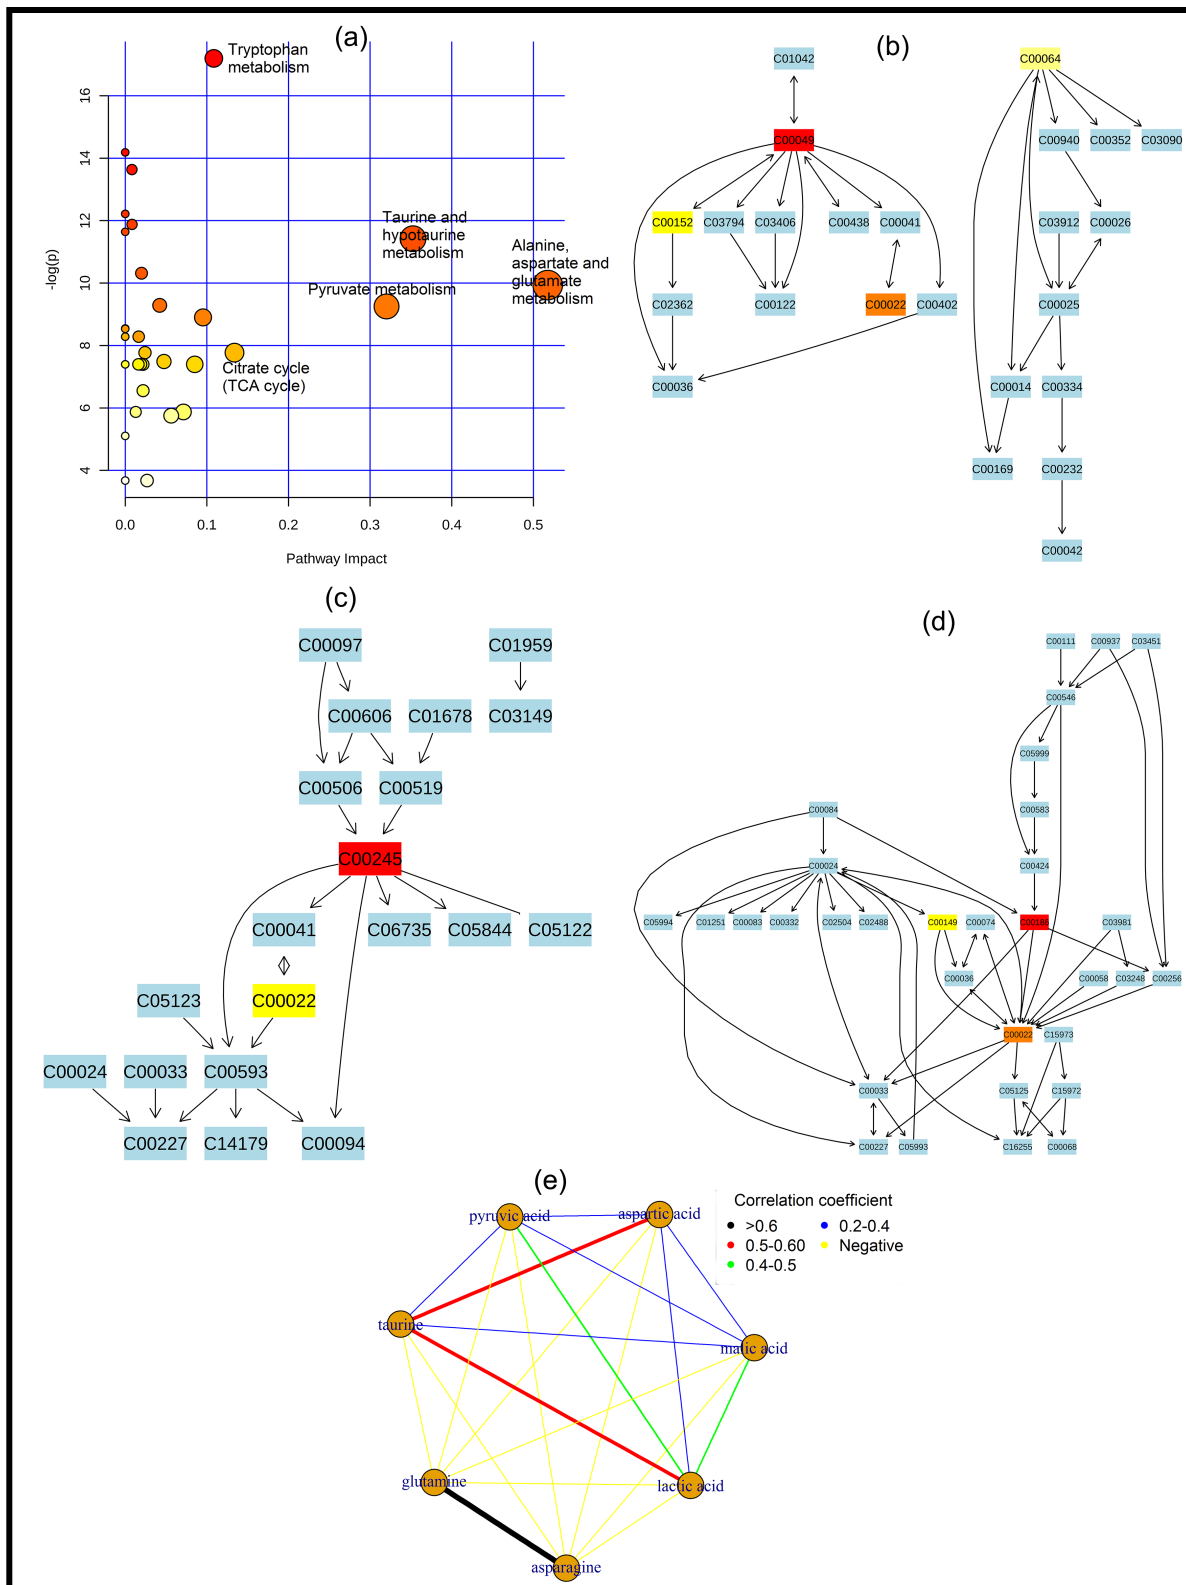 (a)
Tryptophan
metabolism
Taurine and
hypotaurine
metabolism
Alanine,
aspartate and
glutamate
metabolism
Pyruvate metabolism
Citrate cycle
(TCA cycle)
-log(p)
16
14
12
10
8
6
4
0.0 0.1 0.2 0.3 0.4 0.5
Pathway Impact
(b)
C01042 C00064
C00049 C00940 C00352 C03090
C00152 C03794 C03406 C00438 C00041 C03912 C00026
C02362 C00122 C00022 C00402 C00025
C00036 C00014 C00334
C00169 C00232
C00042
(c)
C00097 C01959
C00606 C01678 C03149
C00506 C00519
C00245
C00041 C06735 C05844 C05122
C05123 C00022
C00024 C00033 C00593
C00227 C14179 C00094
(d)
C00111 C00937 C03451
C00546
C05999
C00084 C00583
C00024 C00424
C05994 C01251 C00083 C00332 C02504 C02488 C00149 C00074 C00186 C03981
C00036 C00058 C03248 C00256
C00022 C15973
C00033 C05125 C15972
C00227 C05993 C16255 C00068
(e)
Correlation coefficient
>0.6 0.2-0.4
0.5-0.60 Negative
0.4-0.5
pyruvic acid aspartic acid
taurine
malic acid
glutamine lactic acid
asparagine